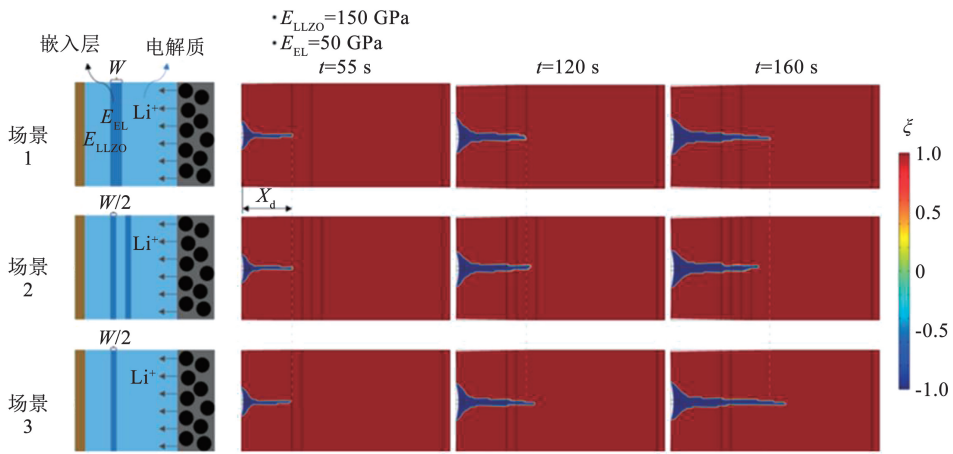 • E_LLZO=150 GPa
• E_EL=50 GPa
嵌入层
电解质
W
t=55 s
t=120 s
t=160 s
场景
1
E_EL
E_LLZO
Li⁺
ξ
1.0
0.5
0
-0.5
-1.0
W/2
X_d
场景
2
Li⁺
W/2
场景
3
Li⁺